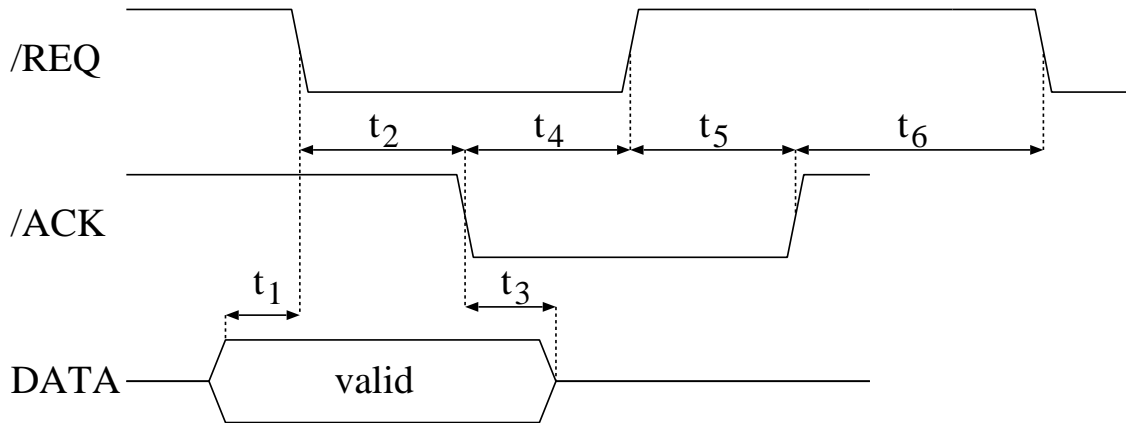 /REQ
t₂ t₄ t₅ t₆
/ACK
t₁ t₃
DATA valid